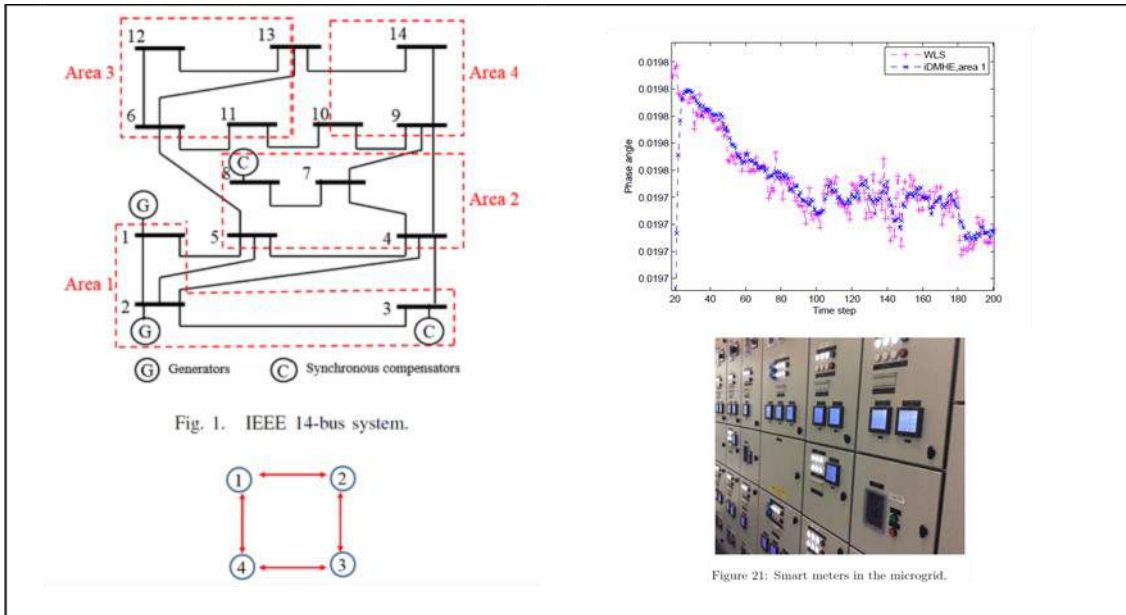 12
13
14
Area 3
Area 4
6
11
10
9
C
8
7
Area 2
G
1
5
4
Area 1
2
3
G
C
G Generators C Synchronous compensators
Fig. 1. IEEE 14-bus system.
1
2
4
3
WLS
iDMHE,area 1
0.0198
0.0198
0.0198
0.0198
0.0198
0.0197
0.0197
0.0197
0.0197
Phase angle
20 40 60 80 100 120 140 160 180 200
Time step
Figure 21: Smart meters in the microgrid.